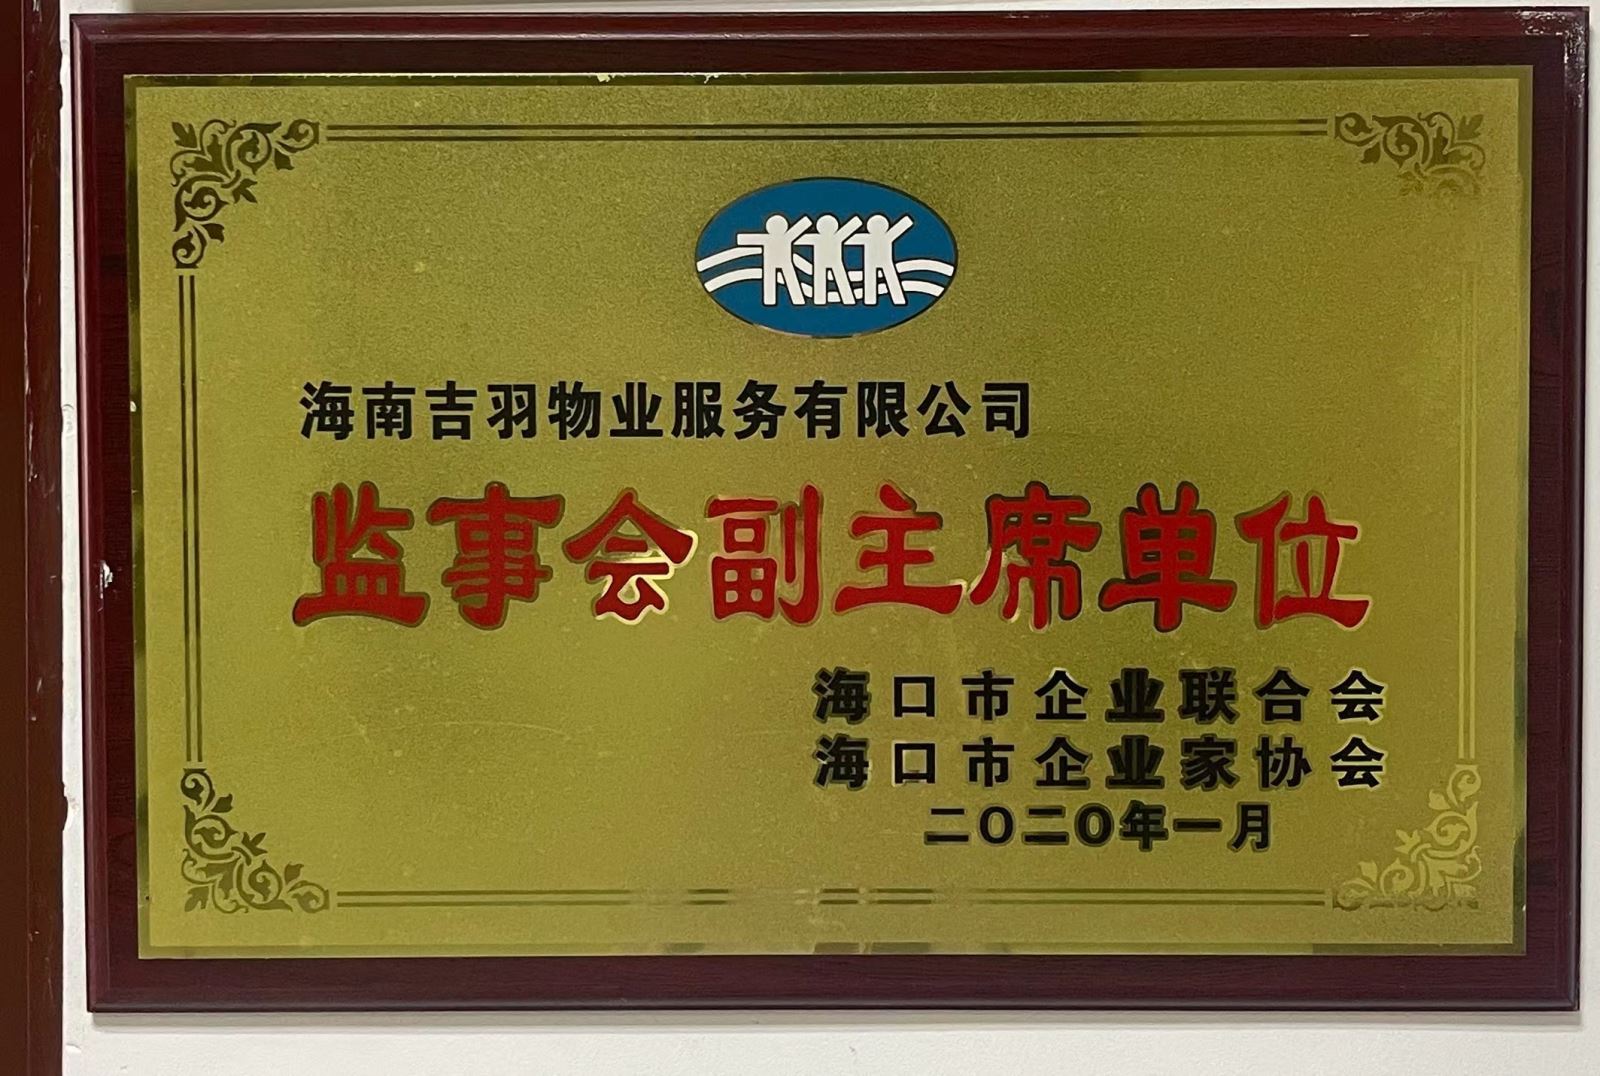 海南吉羽物业服务有限公司
监事会副主席单位
海口市企业联合会
海口市企业家协会
二〇二〇年一月